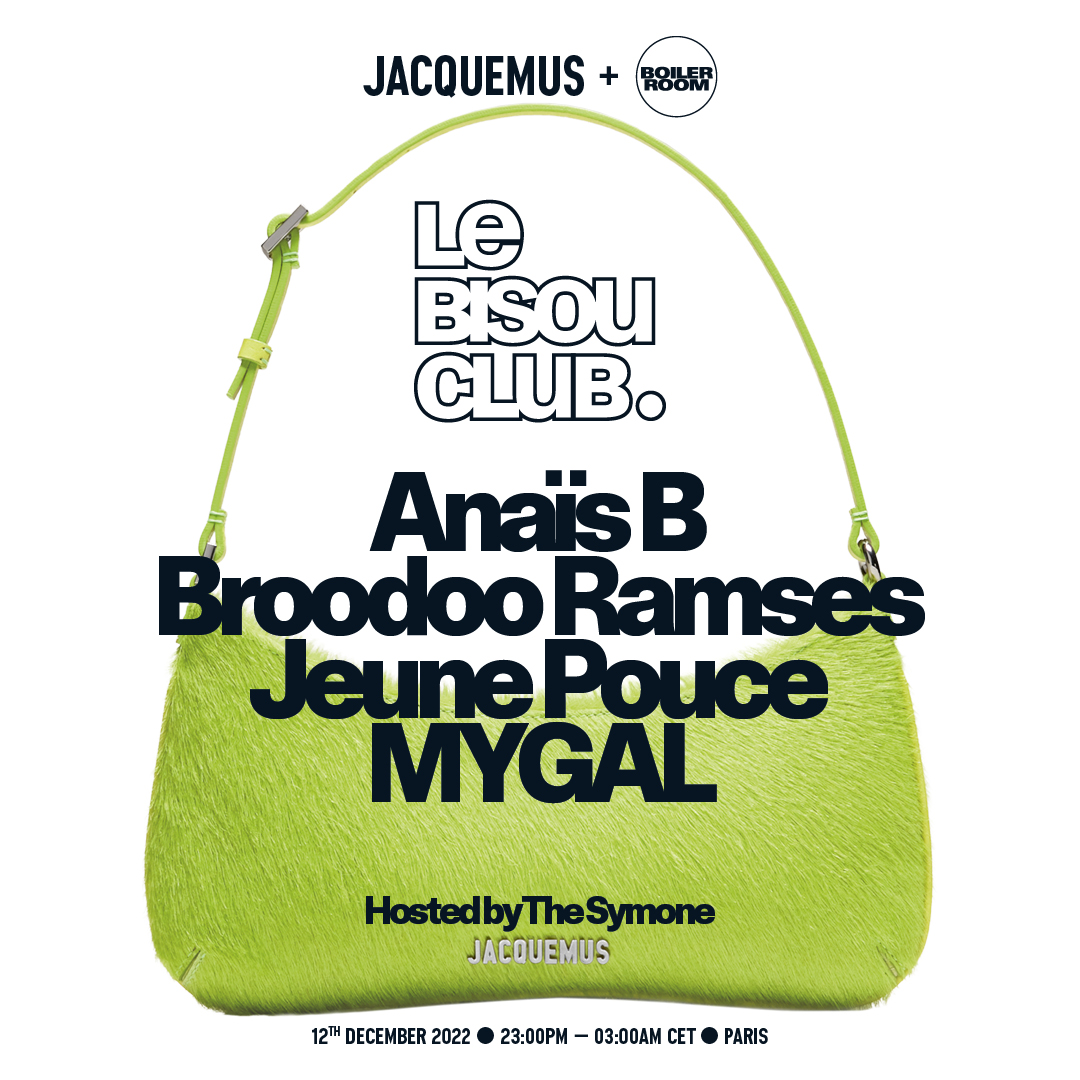 JACQUEMUS + BOILER ROOM
Le
BISOU
CLUB.
Anaïs B
Broodoo Ramses
Jeune Pouce
MYGAL
Hosted by The Symone
JACQUEMUS
12TH DECEMBER 2022 ● 23:00PM — 03:00AM CET ● PARIS